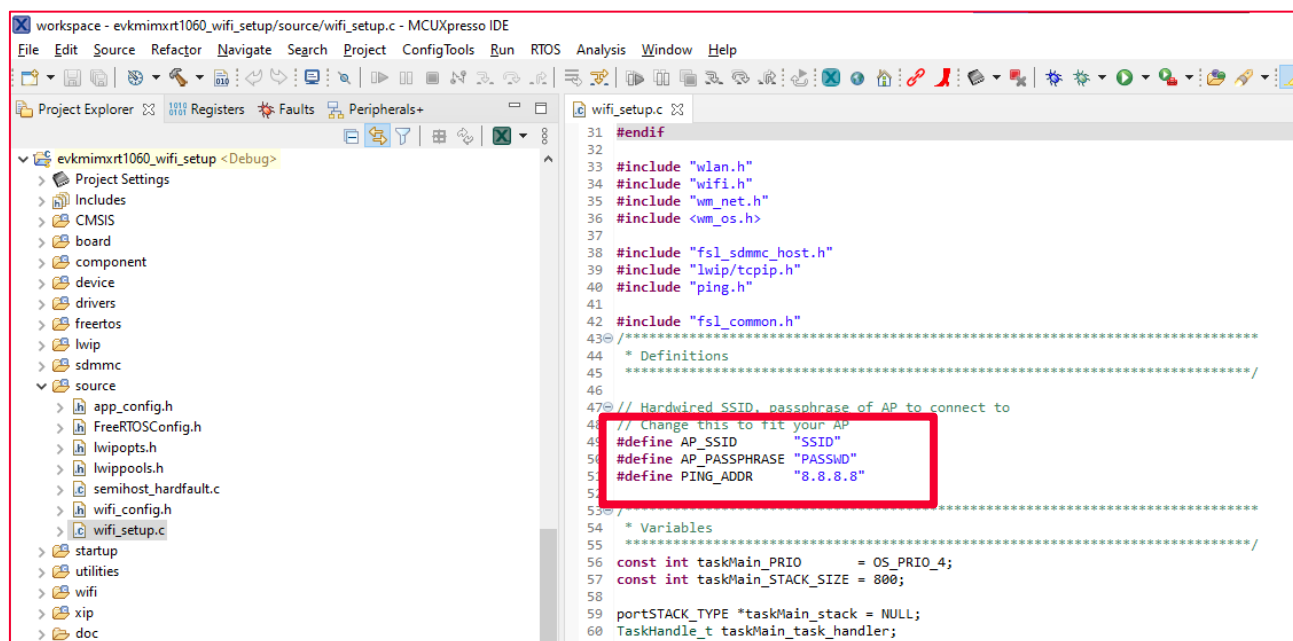 workspace - evkmimxrt1060_wifi_setup/source/wifi_setup.c - MCUXpresso IDE
File Edit Source Refactor Navigate Search Project ConfigTools Run RTOS Analysis Window Help
Project Explorer Registers Faults Peripherals+
evkmimxrt1060_wifi_setup <Debug>
Project Settings
Includes
CMSIS
board
component
device
drivers
freertos
lwip
sdmmc
source
app_config.h
FreeRTOSConfig.h
lwipopts.h
lwippools.h
semihost_hardfault.c
wifi_config.h
wifi_setup.c
startup
utilities
wifi
xip
doc
wifi_setup.c
31 #endif
32
33 #include "wlan.h"
34 #include "wifi.h"
35 #include "wm_net.h"
36 #include <wm_os.h>
37
38 #include "fsl_sdmmc_host.h"
39 #include "lwip/tcpip.h"
40 #include "ping.h"
41
42 #include "fsl_common.h"
43 /*******************************************************************************
44 * Definitions
45 ******************************************************************************/
46
47 // Hardwired SSID, passphrase of AP to connect to
48 // Change this to fit your AP
49 #define AP_SSID "SSID"
50 #define AP_PASSPHRASE "PASSWD"
51 #define PING_ADDR "8.8.8.8"
52
53 /*******************************************************************************
54 * Variables
55 ******************************************************************************/
56 const int taskMain_PRIO = OS_PRIO_4;
57 const int taskMain_STACK_SIZE = 800;
58
59 portSTACK_TYPE *taskMain_stack = NULL;
60 TaskHandle_t taskMain_task_handler;